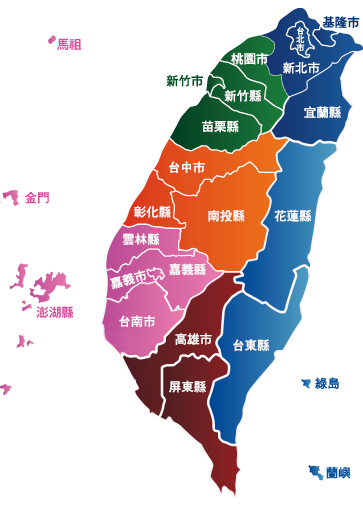 基隆市
馬祖
台北市
桃園市
新北市
新竹市
新竹縣
宜蘭縣
苗栗縣
台中市
金門
彰化縣
南投縣
花蓮縣
雲林縣
嘉義縣
嘉義市
澎湖縣
台南市
高雄市
台東縣
屏東縣
綠島
蘭嶼